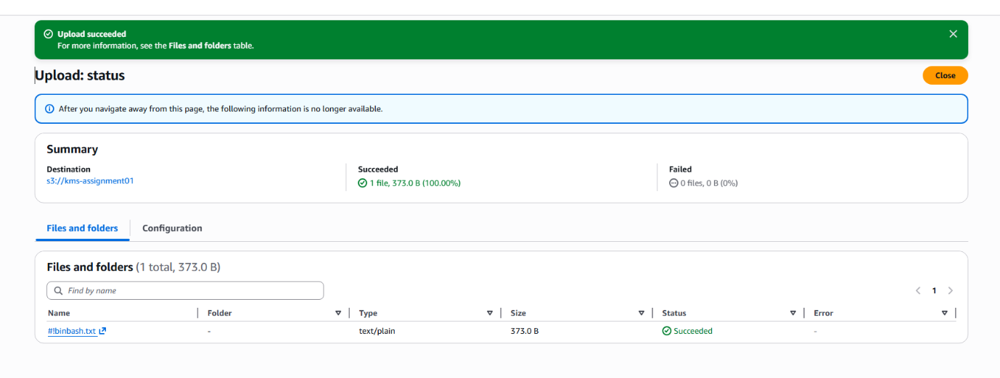 Upload succeeded
For more information, see the Files and folders table.
Upload: status
Close
After you navigate away from this page, the following information is no longer available.
Summary
Destination
s3://kms-assignment01
Succeeded
1 file, 373.0 B (100.00%)
Failed
0 files, 0 B (0%)
Files and folders
Configuration
Files and folders (1 total, 373.0 B)
Find by name
1
Name Folder Type Size Status Error
#!binbash.txt - text/plain 373.0 B Succeeded -